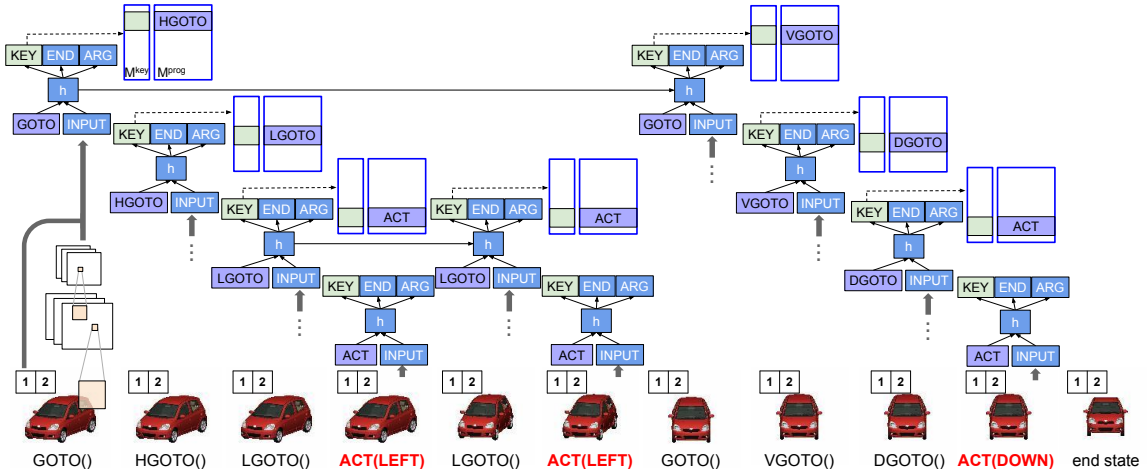 HGOTO
VGOTO
KEY END ARG
KEY END ARG
M^key M^prog
h
h
GOTO INPUT
GOTO INPUT
LGOTO
DGOTO
KEY END ARG
KEY END ARG
h
h
HGOTO INPUT
VGOTO INPUT
ACT
ACT
ACT
KEY END ARG
KEY END ARG
KEY END ARG
h
h
h
LGOTO INPUT
LGOTO INPUT
DGOTO INPUT
KEY END ARG
KEY END ARG
KEY END ARG
h
h
h
ACT INPUT
ACT INPUT
ACT INPUT
1 2
1 2
1 2
1 2
1 2
1 2
1 2
1 2
1 2
1 2
GOTO() HGOTO() LGOTO() ACT(LEFT) LGOTO() ACT(LEFT) GOTO() VGOTO() DGOTO() ACT(DOWN) end state